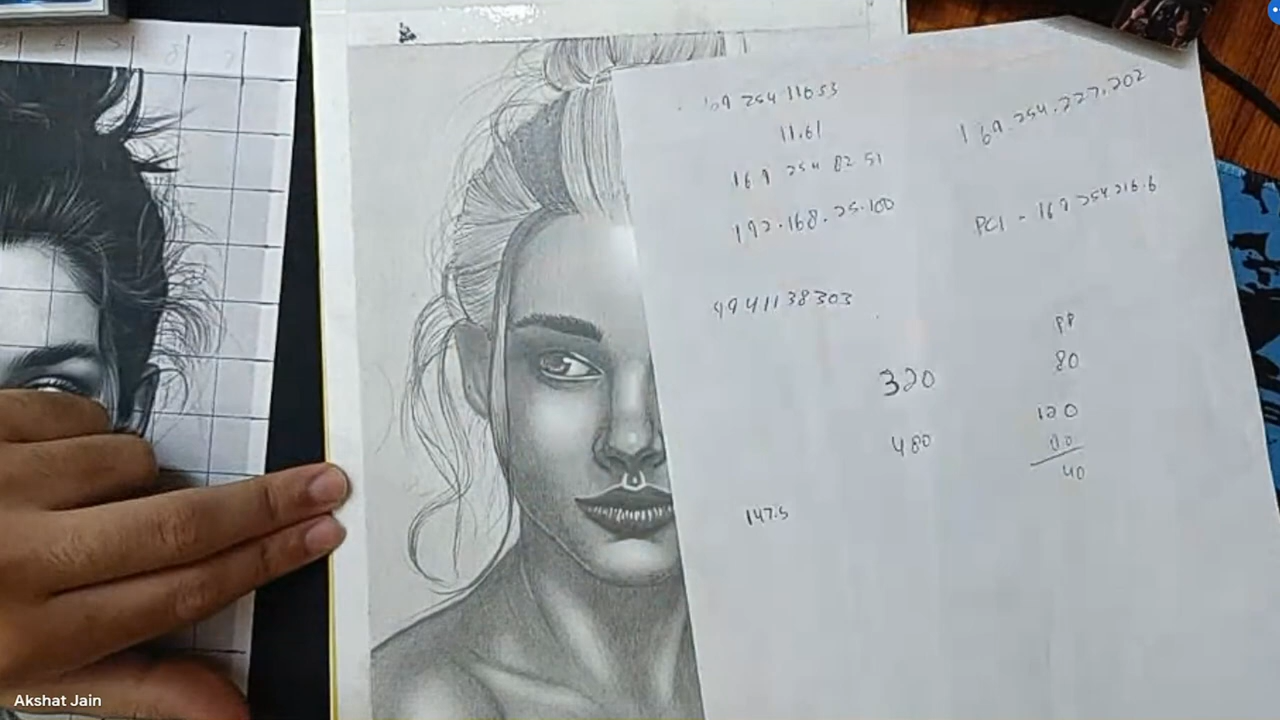 169 254 116 53
11.61
169 254 82 51
192.168.25.100
169.254.227.202
PC1 - 169 254 216.6
9941138303
320
480
80
120
80
40
147.5
Akshat Jain